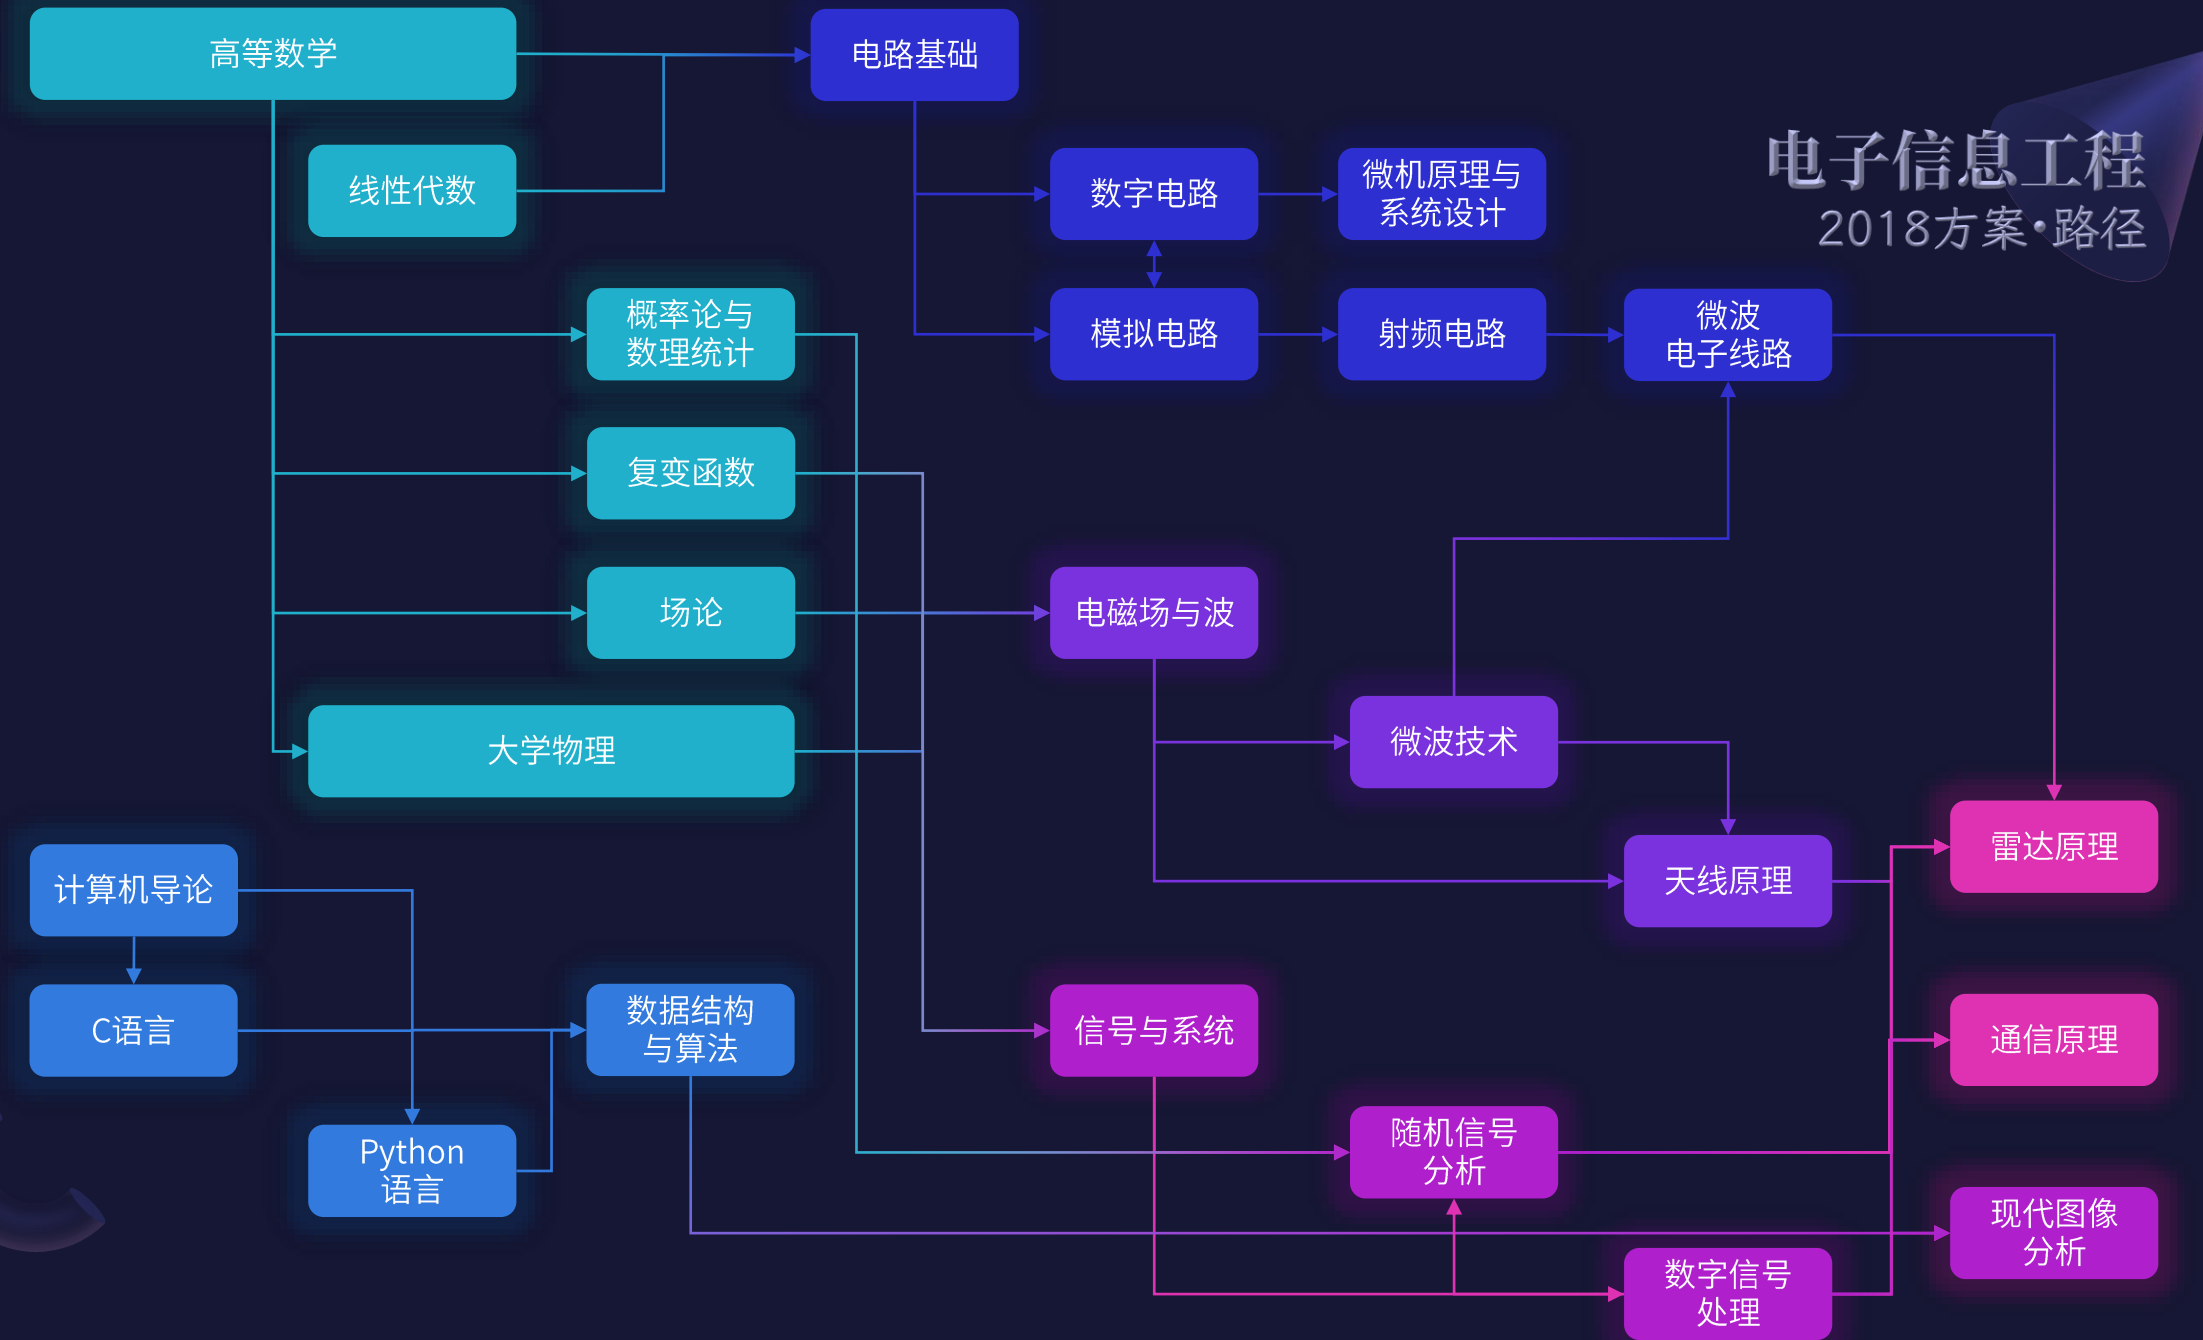 高等数学
电路基础
电子信息工程
2018方案·路径
线性代数
数字电路
微机原理与
系统设计
概率论与
数理统计
模拟电路
射频电路
微波
电子线路
复变函数
场论
电磁场与波
大学物理
微波技术
计算机导论
天线原理
雷达原理
C语言
数据结构
与算法
信号与系统
通信原理
Python
语言
随机信号
分析
现代图像
分析
数字信号
处理